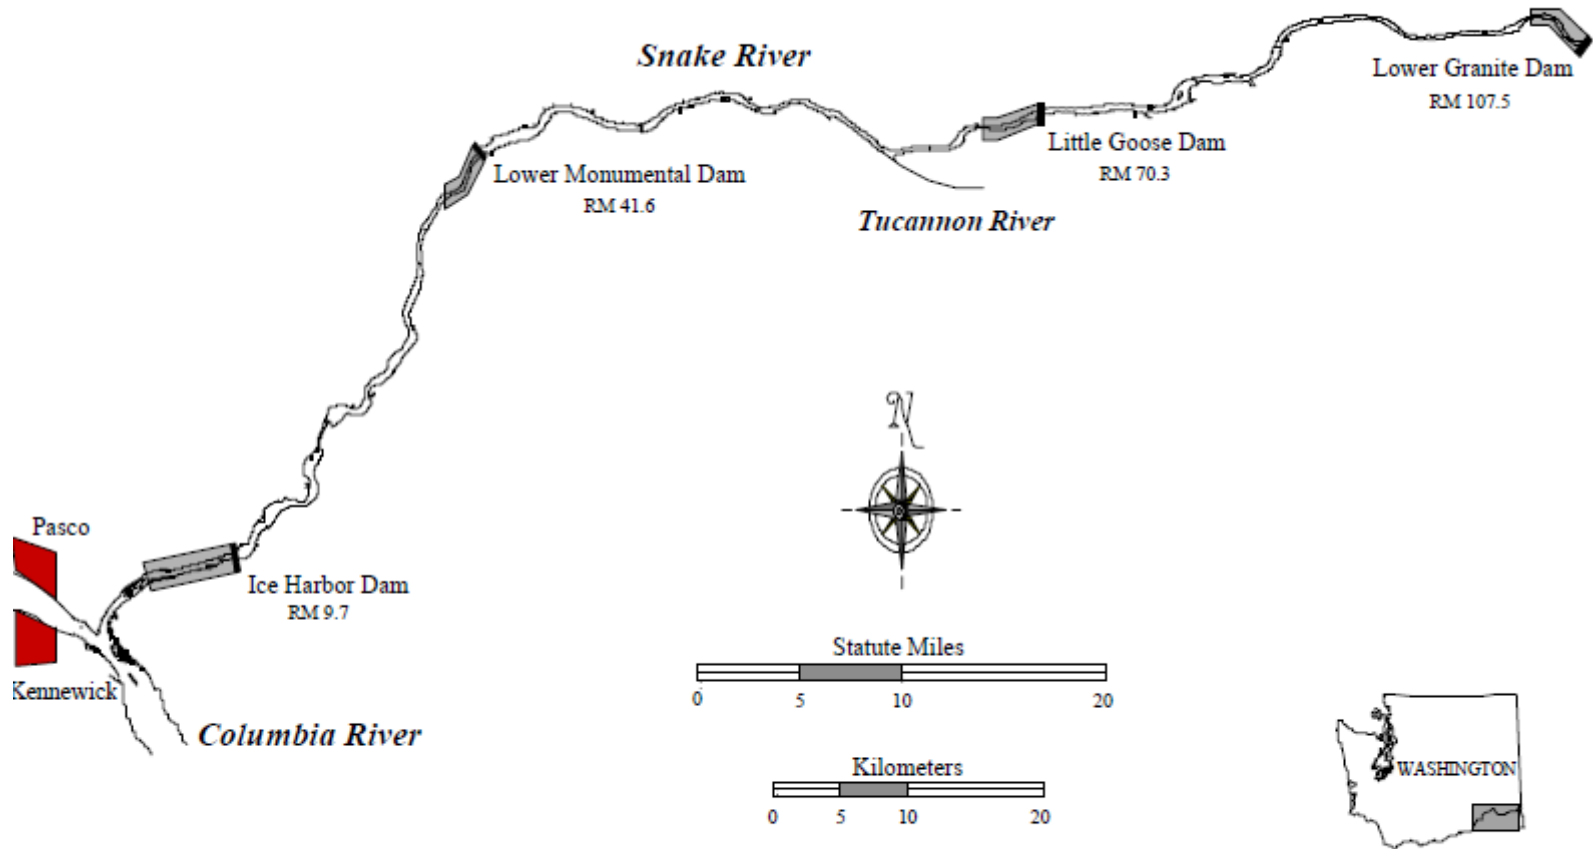 Snake River
Lower Granite Dam
RM 107.5
Little Goose Dam
RM 70.3
Lower Monumental Dam
RM 41.6
Tucannon River
N
Pasco
Ice Harbor Dam
RM 9.7
Kennewick
Columbia River
Statute Miles
0 5 10 20
Kilometers
0 5 10 20
WASHINGTON